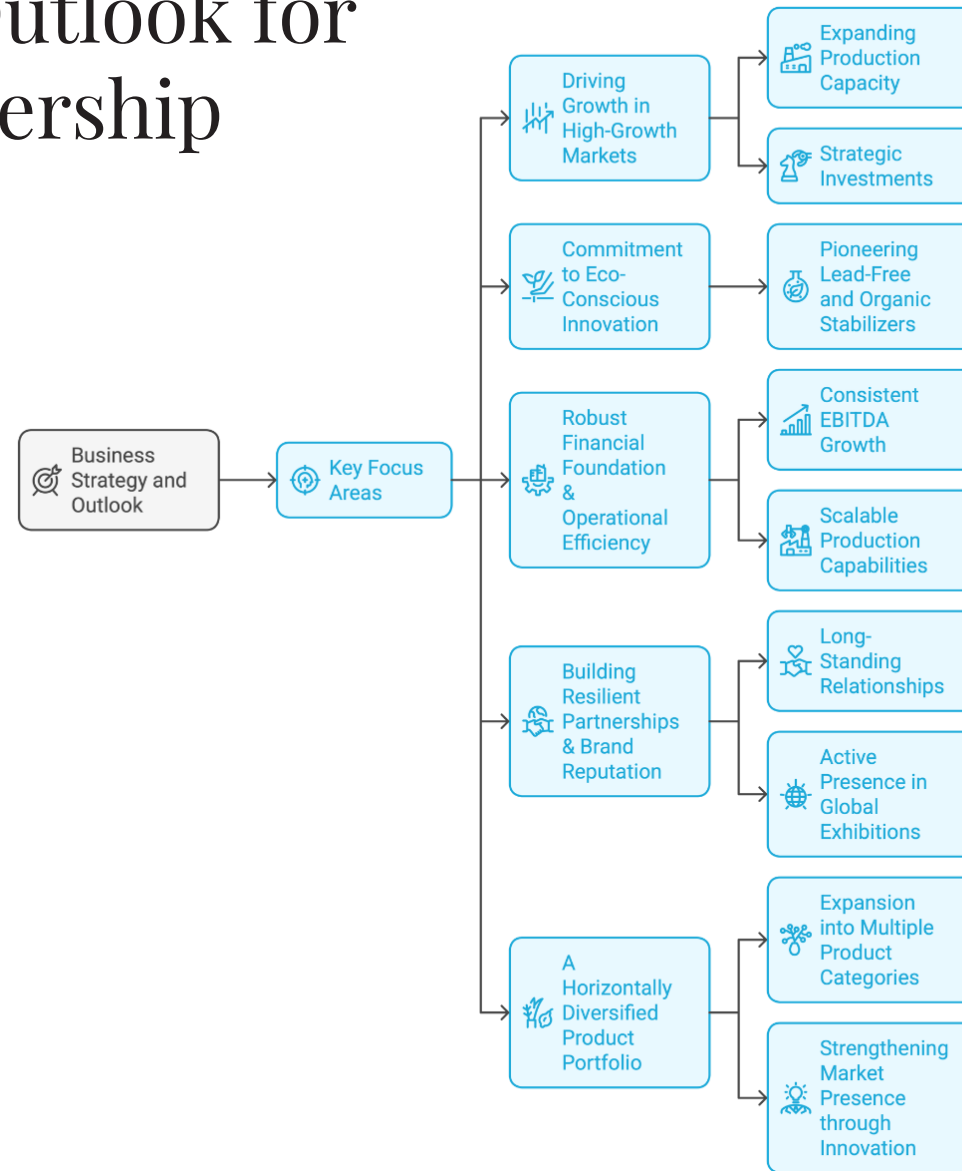 utlook for
ership
Business
Strategy and
Outlook
Key Focus
Areas
Driving
Growth in
High-Growth
Markets
Expanding
Production
Capacity
Strategic
Investments
Commitment
to Eco-
Conscious
Innovation
Pioneering
Lead-Free
and Organic
Stabilizers
Robust
Financial
Foundation
&
Operational
Efficiency
Consistent
EBITDA
Growth
Scalable
Production
Capabilities
Building
Resilient
Partnerships
& Brand
Reputation
Long-
Standing
Relationships
Active
Presence in
Global
Exhibitions
A
Horizontally
Diversified
Product
Portfolio
Expansion
into Multiple
Product
Categories
Strengthening
Market
Presence
through
Innovation